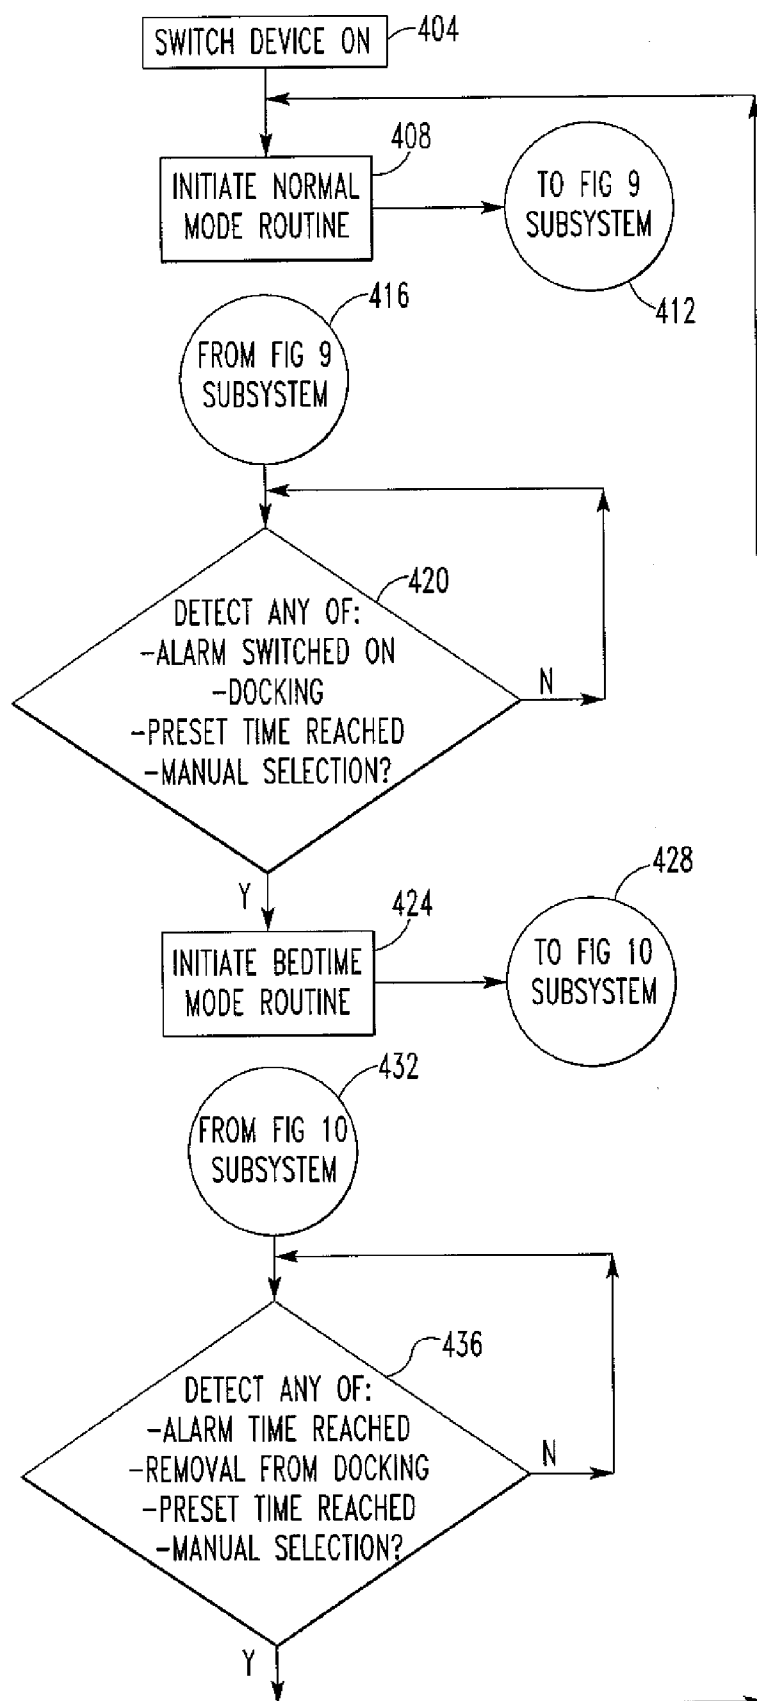 SWITCH DEVICE ON
404
408
INITIATE NORMAL
MODE ROUTINE
TO FIG 9
SUBSYSTEM
412
416
FROM FIG 9
SUBSYSTEM
420
DETECT ANY OF:
-ALARM SWITCHED ON
-DOCKING
-PRESET TIME REACHED
-MANUAL SELECTION?
N
Y
424
428
INITIATE BEDTIME
MODE ROUTINE
TO FIG 10
SUBSYSTEM
432
FROM FIG 10
SUBSYSTEM
436
DETECT ANY OF:
-ALARM TIME REACHED
-REMOVAL FROM DOCKING
-PRESET TIME REACHED
-MANUAL SELECTION?
N
Y